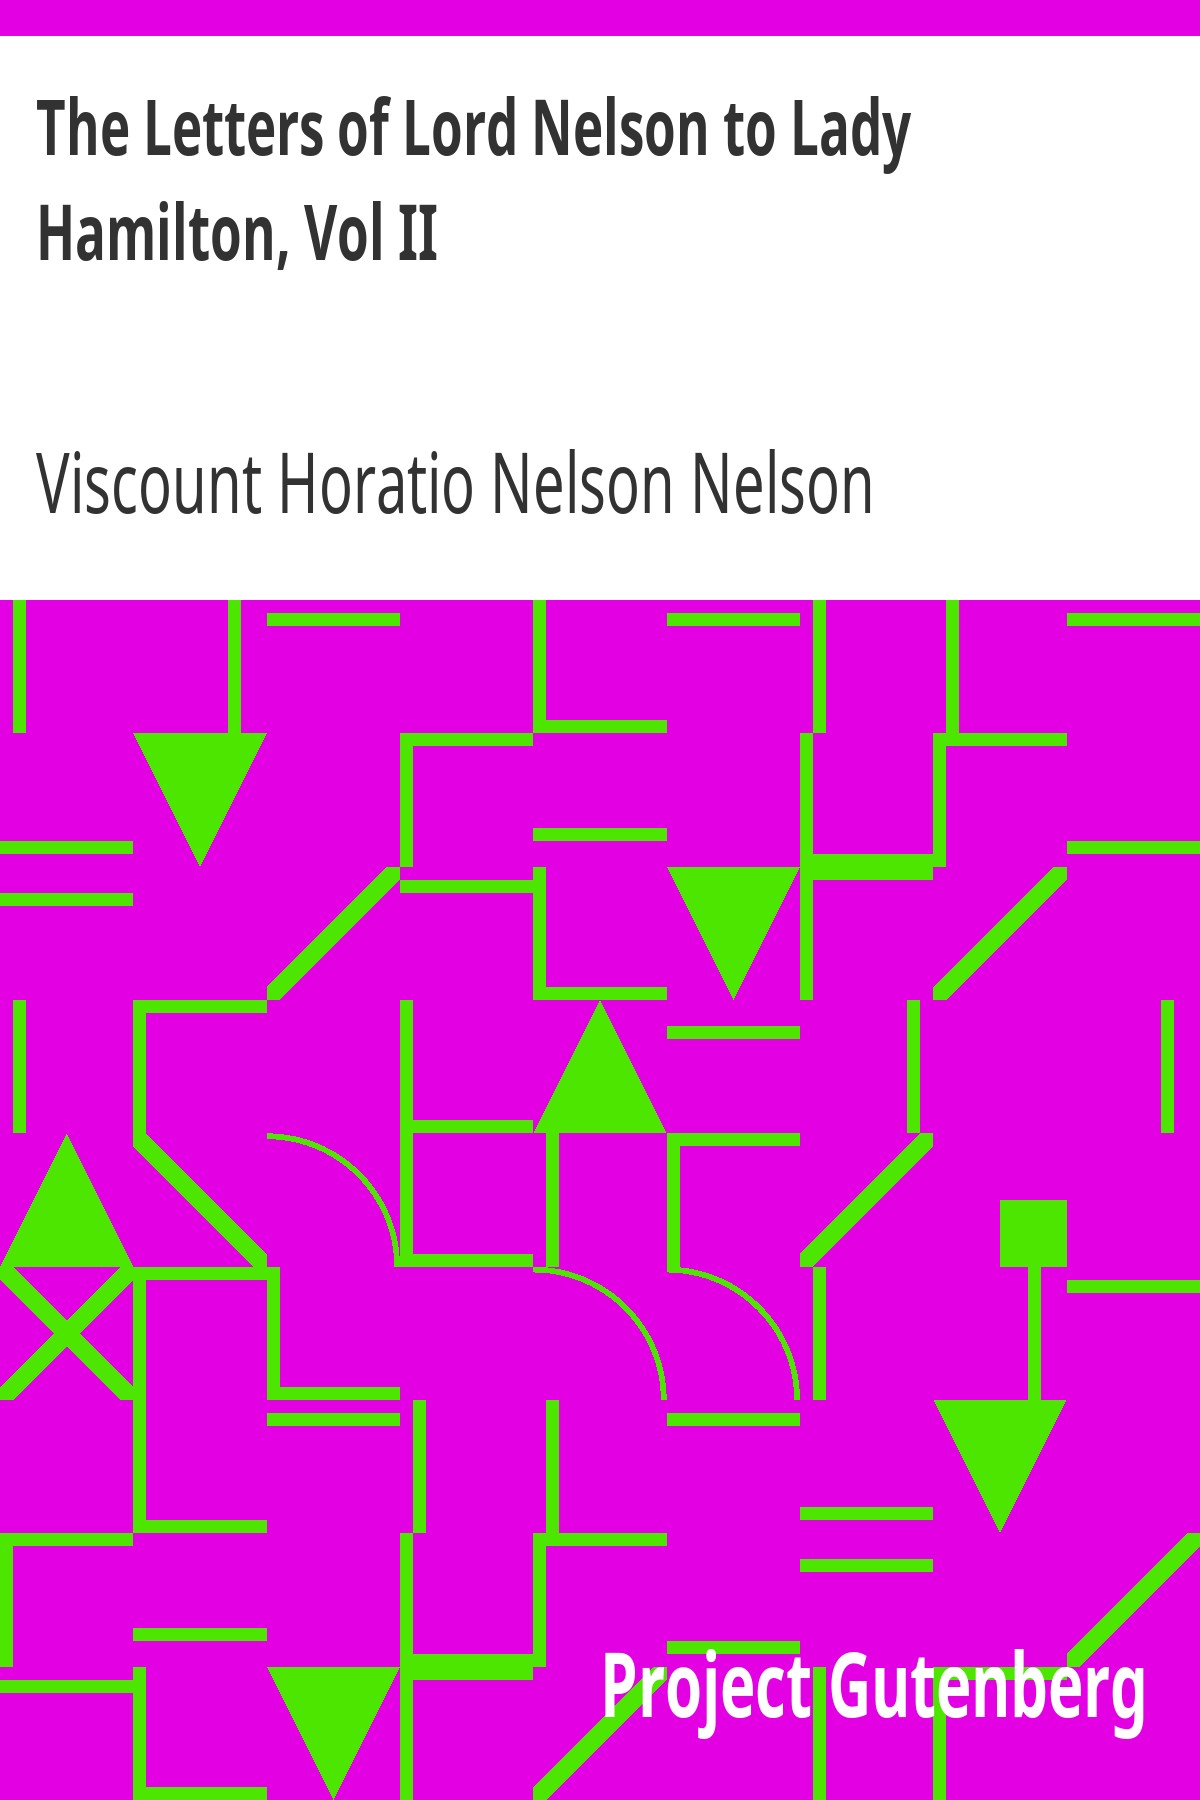 The Letters of Lord Nelson to Lady
Hamilton, Vol II
Viscount Horatio Nelson Nelson
Project Gutenberg